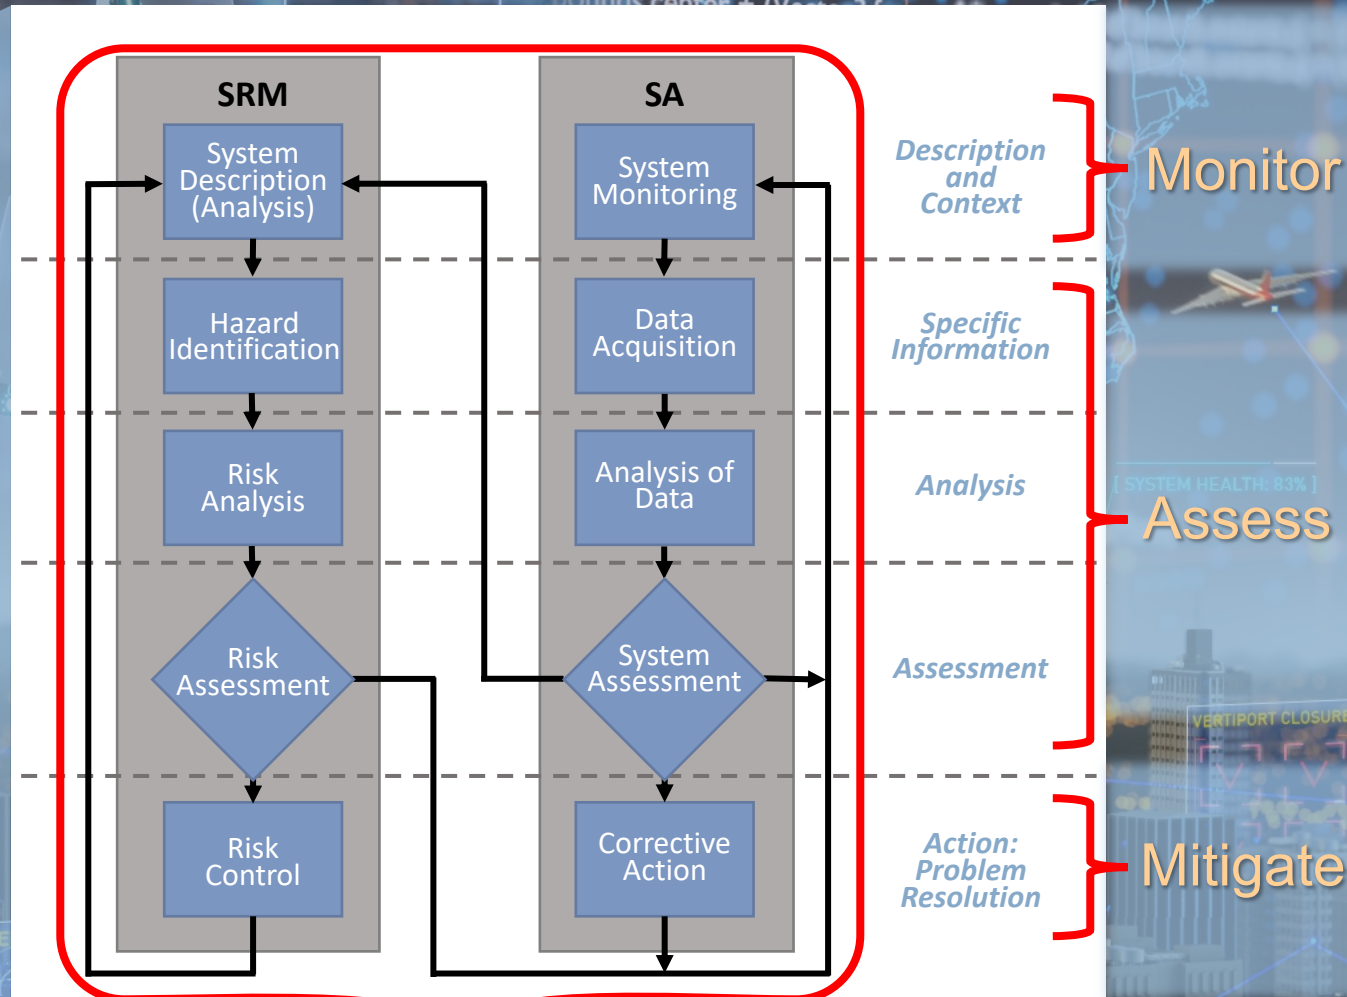 SRM
SA
System
Description
(Analysis)
System
Monitoring
Description
and
Context
Monitor
Hazard
Identification
Data
Acquisition
Specific
Information
Risk
Analysis
Analysis of
Data
Analysis
[ SYSTEM HEALTH: 83% ]
Assess
Risk
Assessment
System
Assessment
Assessment
VERTIPORT CLOSURE
Risk
Control
Corrective
Action
Action:
Problem
Resolution
Mitigate